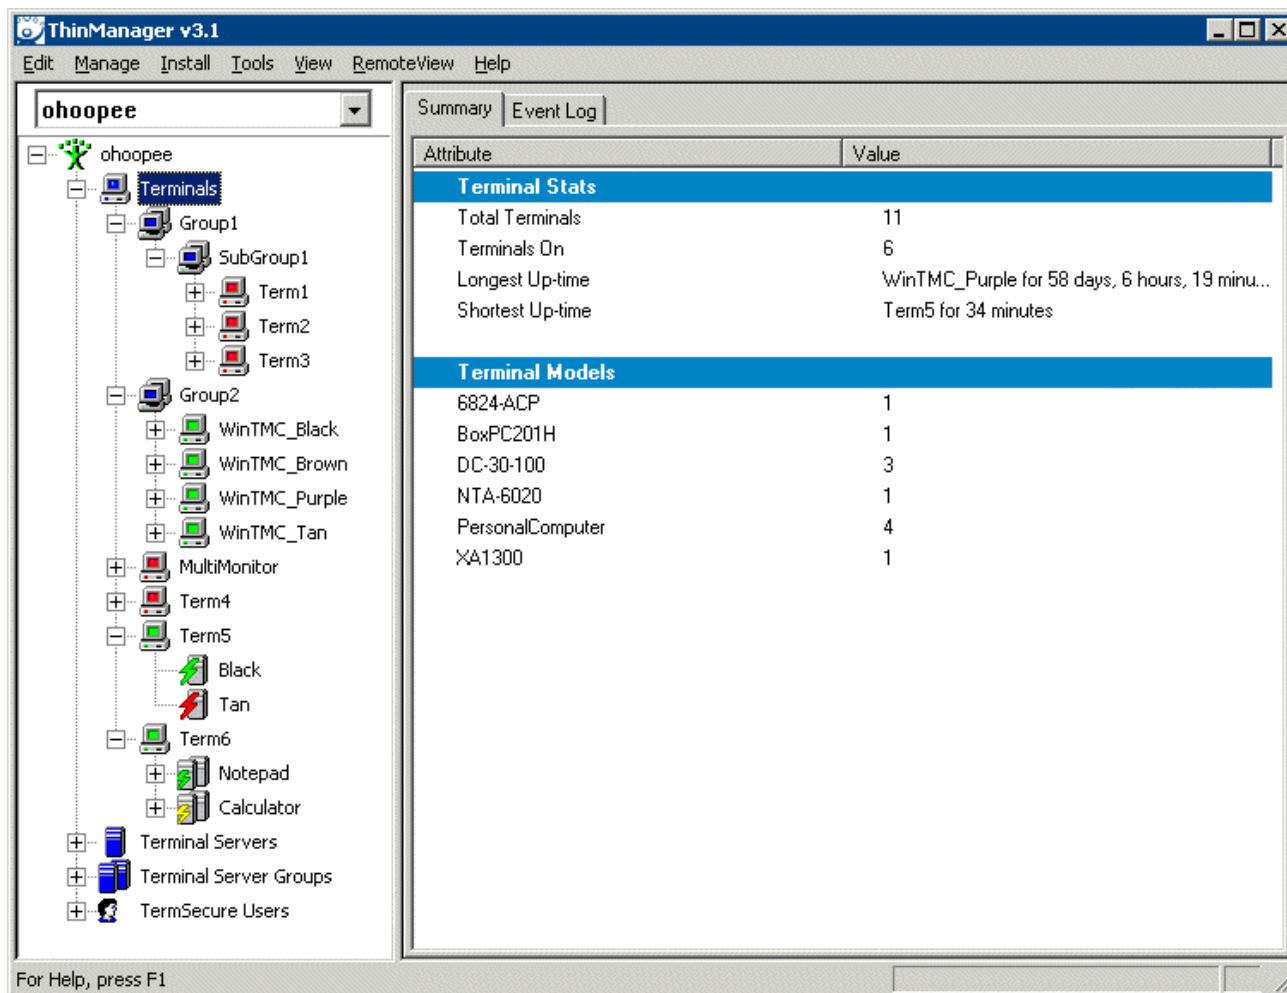 ThinManager v3.1
Edit Manage Install Tools View RemoteView Help
ohoopee
ohoopee
Terminals
Group1
SubGroup1
Term1
Term2
Term3
Group2
WinTMC_Black
WinTMC_Brown
WinTMC_Purple
WinTMC_Tan
MultiMonitor
Term4
Term5
Black
Tan
Term6
Notepad
Calculator
Terminal Servers
Terminal Server Groups
TermSecure Users
Summary Event Log
Attribute Value
Terminal Stats
Total Terminals 11
Terminals On 6
Longest Up-time WinTMC_Purple for 58 days, 6 hours, 19 minu...
Shortest Up-time Term5 for 34 minutes
Terminal Models
6824-ACP 1
BoxPC201H 1
DC-30-100 3
NTA-6020 1
PersonalComputer 4
XA1300 1
For Help, press F1